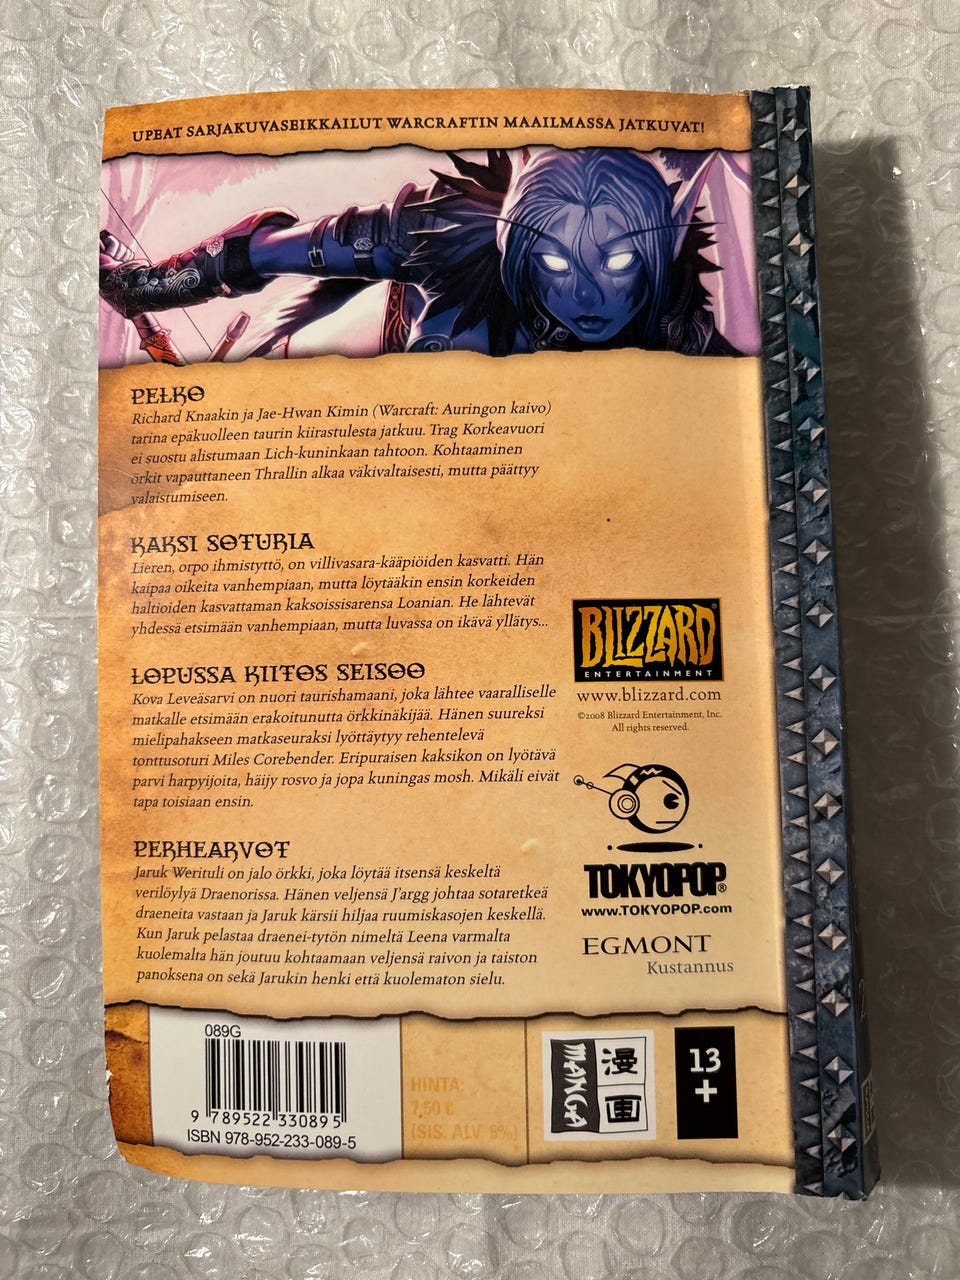 UPEAT SARJAKUVASEIKKAILUT WARCRAFTIN MAAILMASSA JATKUVAT!
PELKO
Richard Knaakin ja Jae-Hwan Kimin (Warcraft: Auringon kaivo)
tarina epäkuolleen taurin kiirastulesta jatkuu. Trag Korkeavuori
ei suostu alistumaan Lich-kuninkaan tahtoon. Kohtaaminen
örkit vapauttaneen Thrallin alkaa väkivaltaisesti, mutta päättyy
valaistumiseen.
KAKSI SOTURIA
Lieren, orpo ihmistyttö, on villivasara-kääpiöiden kasvatti. Hän
kaipaa oikeita vanhempiaan, mutta löytääkin ensin korkeiden
haltioiden kasvattaman kaksoissisarensa Loanian. He lähtevät
yhdessä etsimään vanhempiaan, mutta luvassa on ikävä yllätys...
LOPUSSA KIITOS SEISOO
Kova Leveäsarvi on nuori taurishamaani, joka lähtee vaaralliselle
matkalle etsimään erakoitunutta örkkinäkijää. Hänen suureksi
mielipahakseen matkaseuraksi lyöttäytyy rehentelevä
tonttusoturi Miles Corebender. Eripuraisen kaksikon on lyötävä
parvi harpyijoita, häijy rosvo ja jopa kuningas mosh. Mikäli eivät
tapa toisiaan ensin.
PERHEARVOT
Jaruk Werituli on jalo örkki, joka löytää itsensä keskeltä
verilöylyä Draenorissa. Hänen veljensä J'argg johtaa sotaretkeä
draeneita vastaan ja Jaruk kärsii hiljaa ruumiskasojen keskellä.
Kun Jaruk pelastaa draenei-tytön nimeltä Leena varmalta
kuolemalta hän joutuu kohtaamaan veljensä raivon ja taiston
panoksena on sekä Jarukin henki että kuolematon sielu.
BLIZZARD
ENTERTAINMENT
www.blizzard.com
©2008 Blizzard Entertainment, Inc.
All rights reserved.
TOKYOPOP®
www.TOKYOPOP.com
EGMONT
Kustannus
089G
9 789522 330895
ISBN 978-952-233-089-5
HINTA:
7,50 €
(SIS. ALV 8%)
MANGA
漫画
13
+